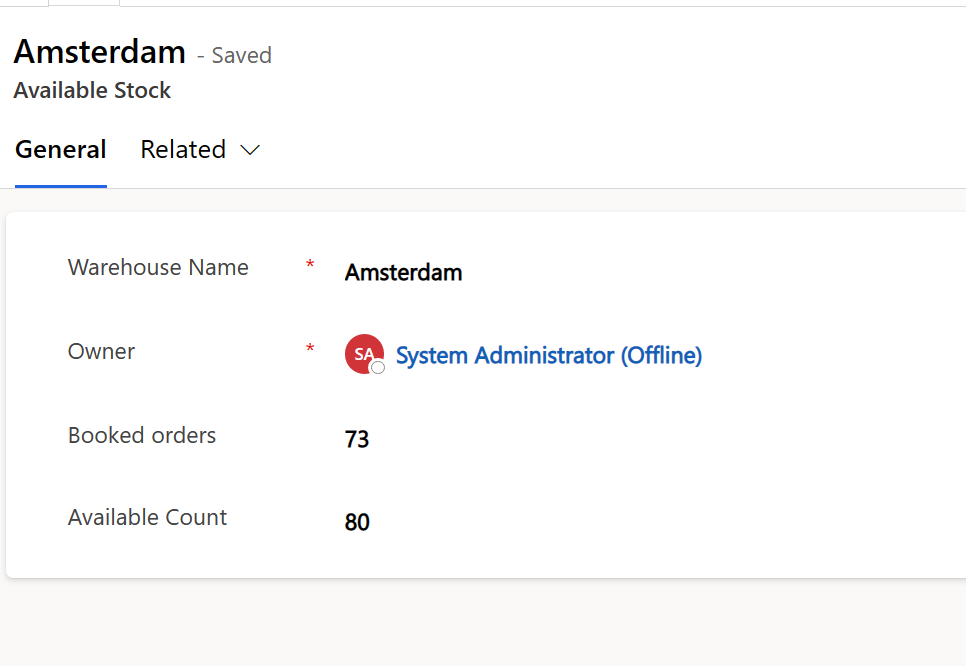 Amsterdam - Saved
Available Stock
General Related
Warehouse Name * Amsterdam
Owner * SA System Administrator (Offline)
Booked orders 73
Available Count 80